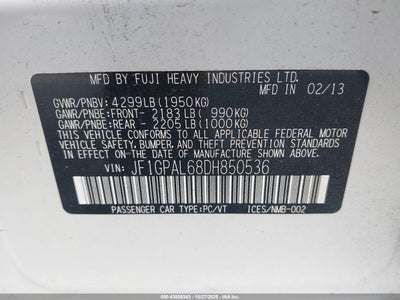 MFD. BY FUJI HEAVY INDUSTRIES LTD.
GVWR/PNBV: 4299LB(1950KG) MFD IN 02/13
GAWR/PNBE:FRONT- 2183LB( 990KG)
GAWR/PNBE:REAR - 2205LB(1000KG)
THIS VEHICLE CONFORMS TO ALL APPLICABLE FEDERAL MOTOR
VEHICLE SAFETY, BUMPER, AND THEFT PREVENTION STANDARDS
IN EFFECT ON THE DATE OF MANUFACTURE SHOWN ABOVE.
VIN: JF1GPAL68DH850536
PASSENGER CAR TYPE:PC/VT ICES/NMB-002